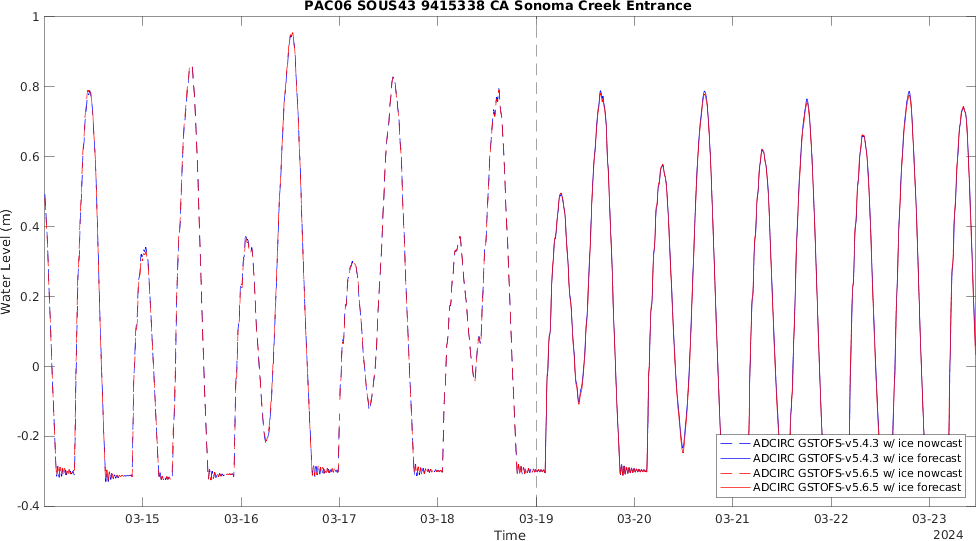 PAC06 SOUS43 9415338 CA Sonoma Creek Entrance
Water Level (m)
1
0.8
0.6
0.4
0.2
0
-0.2
-0.4
03-15
03-16
03-17
03-18
03-19
03-20
03-21
03-22
03-23
Time
2024
ADCIRC GSTOFS-v5.4.3 w/ ice nowcast
ADCIRC GSTOFS-v5.4.3 w/ ice forecast
ADCIRC GSTOFS-v5.6.5 w/ ice nowcast
ADCIRC GSTOFS-v5.6.5 w/ ice forecast